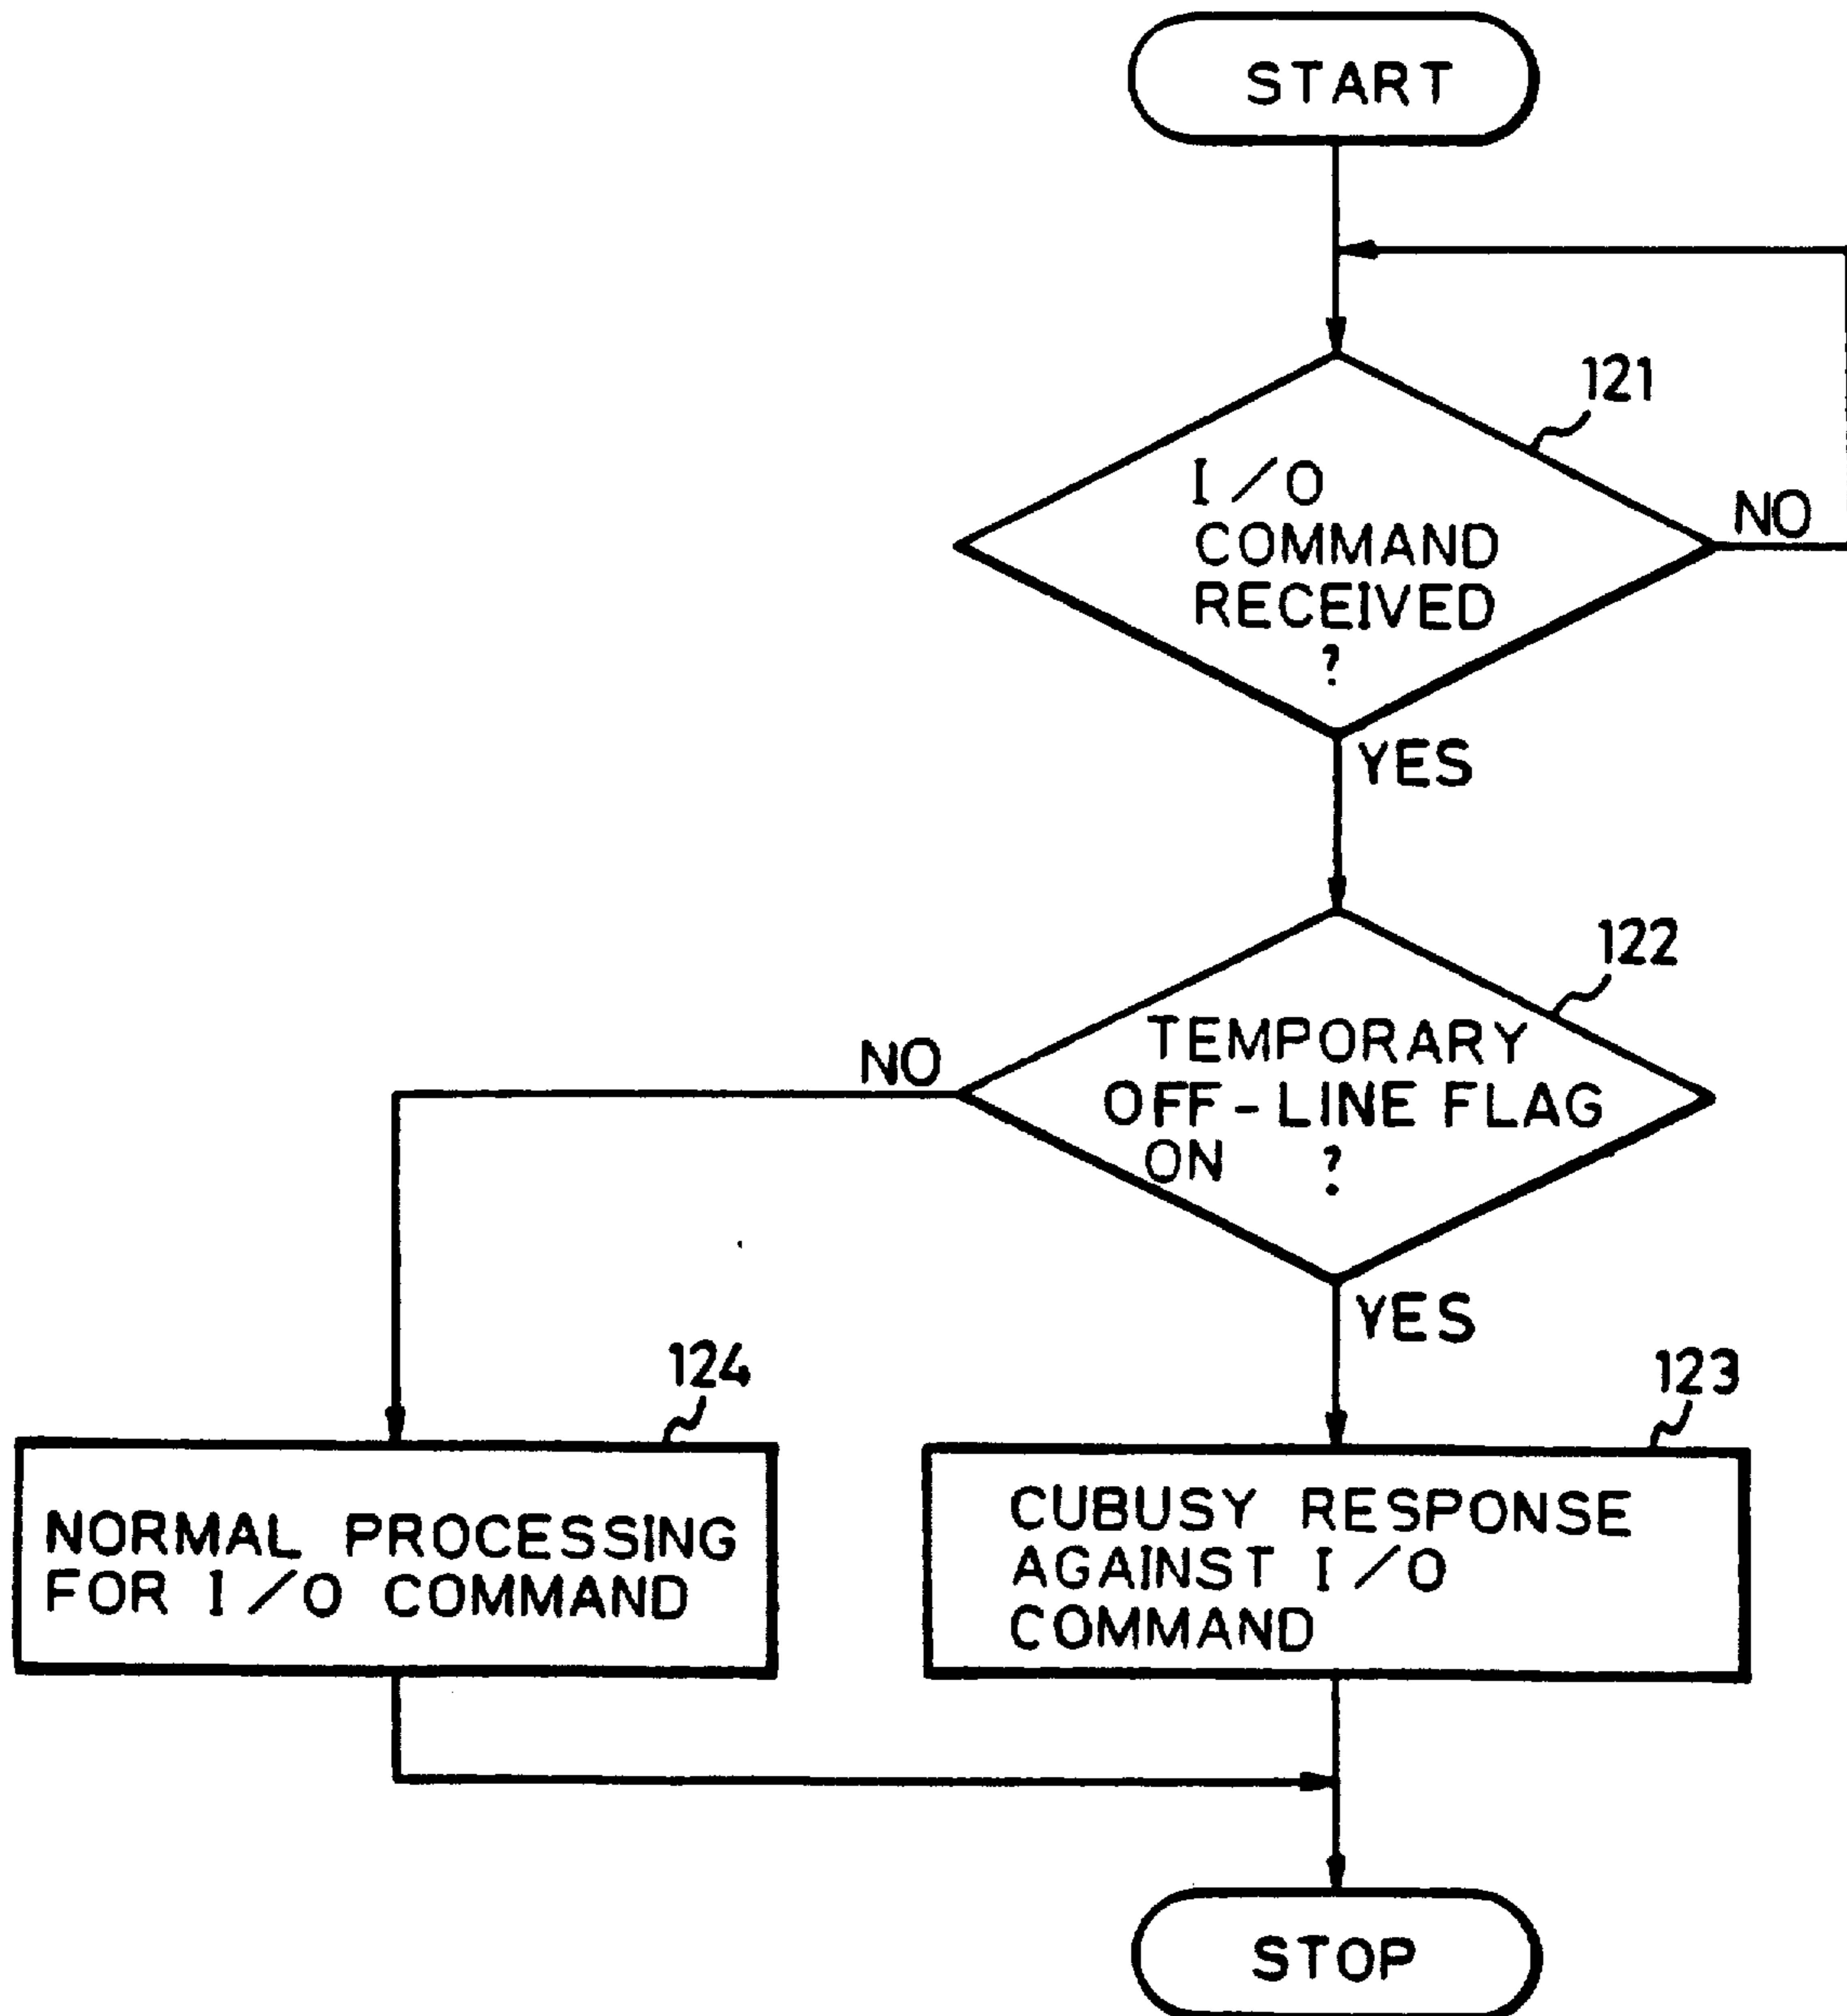 START
121
I/O
COMMAND
RECEIVED
?
NO
YES
122
TEMPORARY
OFF-LINE FLAG
ON ?
NO
YES
124
NORMAL PROCESSING
FOR I/O COMMAND
123
CUBUSY RESPONSE
AGAINST I/O
COMMAND
STOP